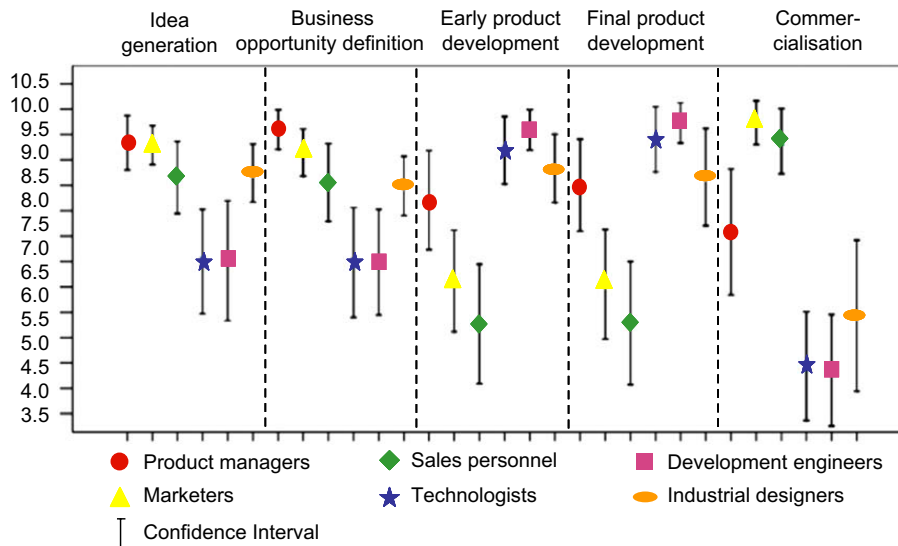 Idea
generation
Business
opportunity definition
Early product
development
Final product
development
Commer-
cialisation
10.5
10.0
9.5
9.0
8.5
8.0
7.5
7.0
6.5
6.0
5.5
5.0
4.5
4.0
3.5
Product managers
Sales personnel
Development engineers
Marketers
Technologists
Industrial designers
Confidence Interval